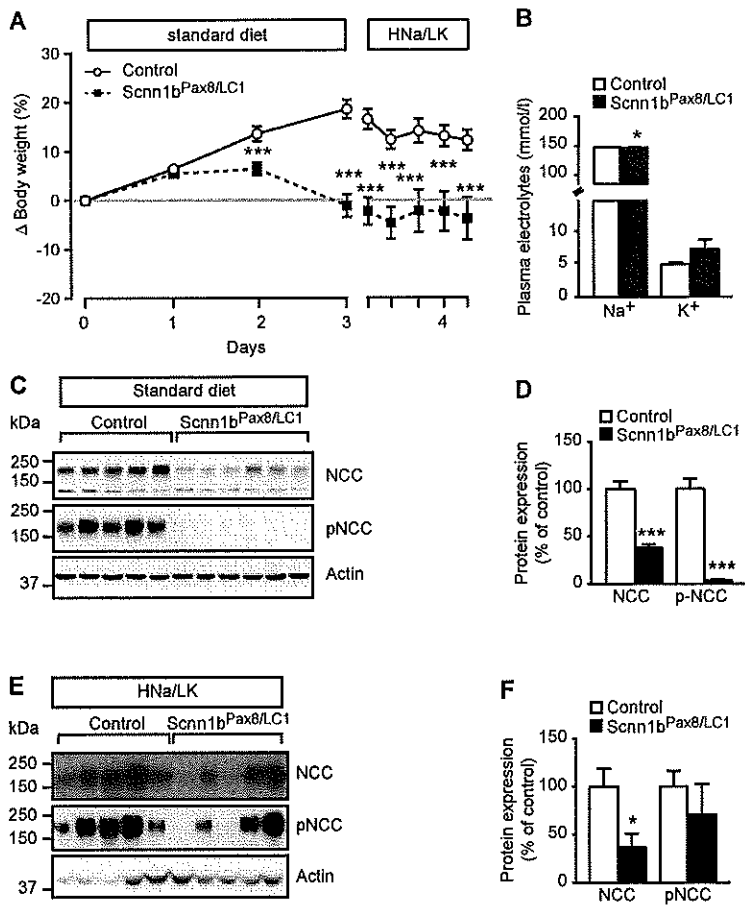 A
standard diet
HNa/LK
Control
Scnn1bPax8/LC1
Δ Body weight (%)
30
20
10
0
-10
-20
***
***
***
***
***
***
***
0
1
2
3
4
Days
B
Control
Scnn1bPax8/LC1
Plasma electrolytes (mmol/l)
200
150
100
15
10
5
0
*
Na+
K+
C
Standard diet
kDa
Control
Scnn1bPax8/LC1
250
150
NCC
250
150
pNCC
37
Actin
D
Control
Scnn1bPax8/LC1
Protein expression
(% of control)
150
100
50
0
***
***
NCC
p-NCC
E
HNa/LK
kDa
Control
Scnn1bPax8/LC1
250
150
NCC
250
150
pNCC
37
Actin
F
Control
Scnn1bPax8/LC1
Protein expression
(% of control)
150
100
50
0
*
NCC
pNCC